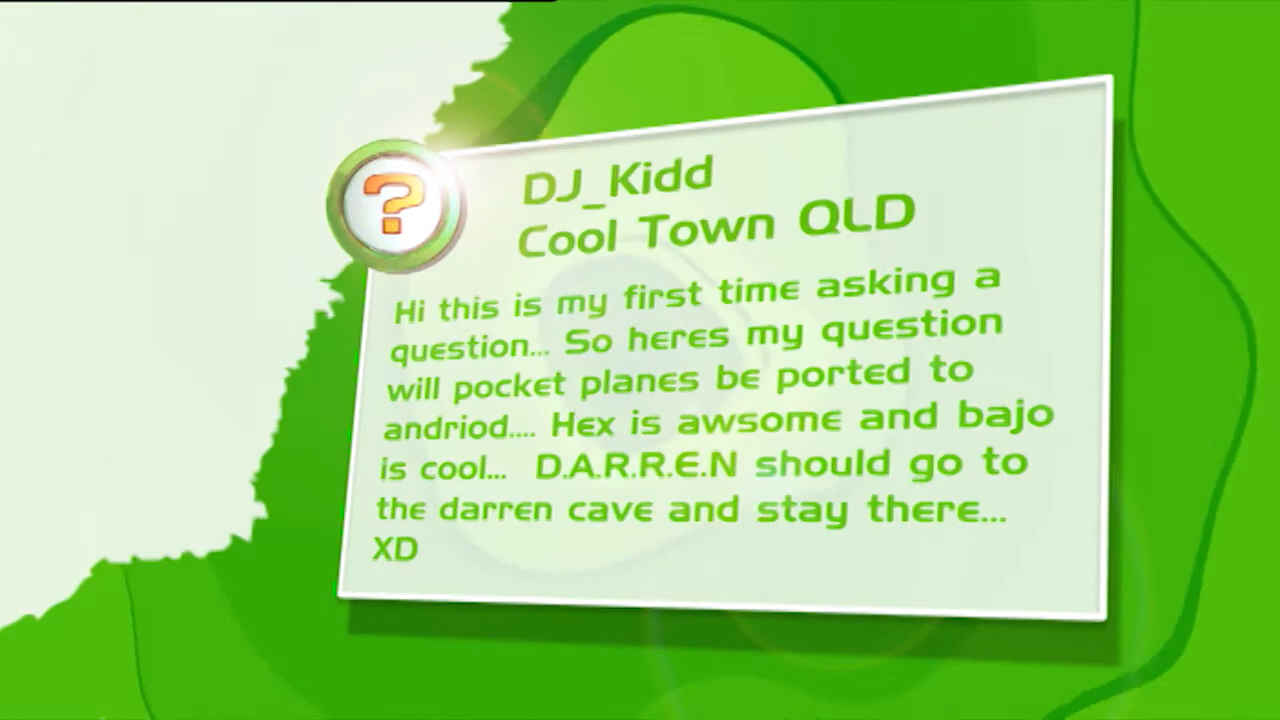 ?
DJ_Kidd
Cool Town QLD
Hi this is my first time asking a
question... So heres my question
will pocket planes be ported to
andriod.... Hex is awsome and bajo
is cool... D.A.R.R.E.N should go to
the darren cave and stay there...
XD